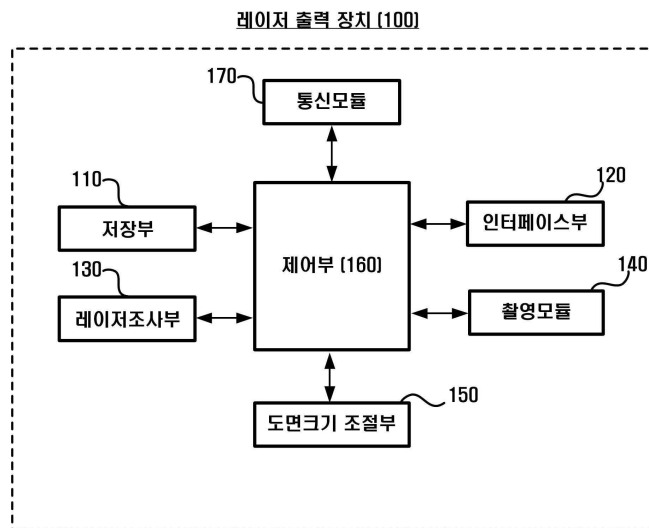 레이저 출력 장치 (100)
170
통신모듈
110
저장부
120
인터페이스부
제어부 (160)
130
레이저조사부
140
촬영모듈
150
도면크기 조절부